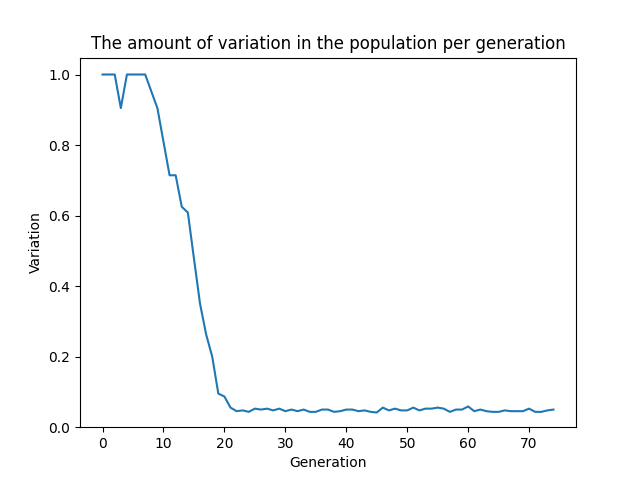 The amount of variation in the population per generation
1.0
0.8
0.6
0.4
0.2
0.0
Variation
0 10 20 30 40 50 60 70
Generation